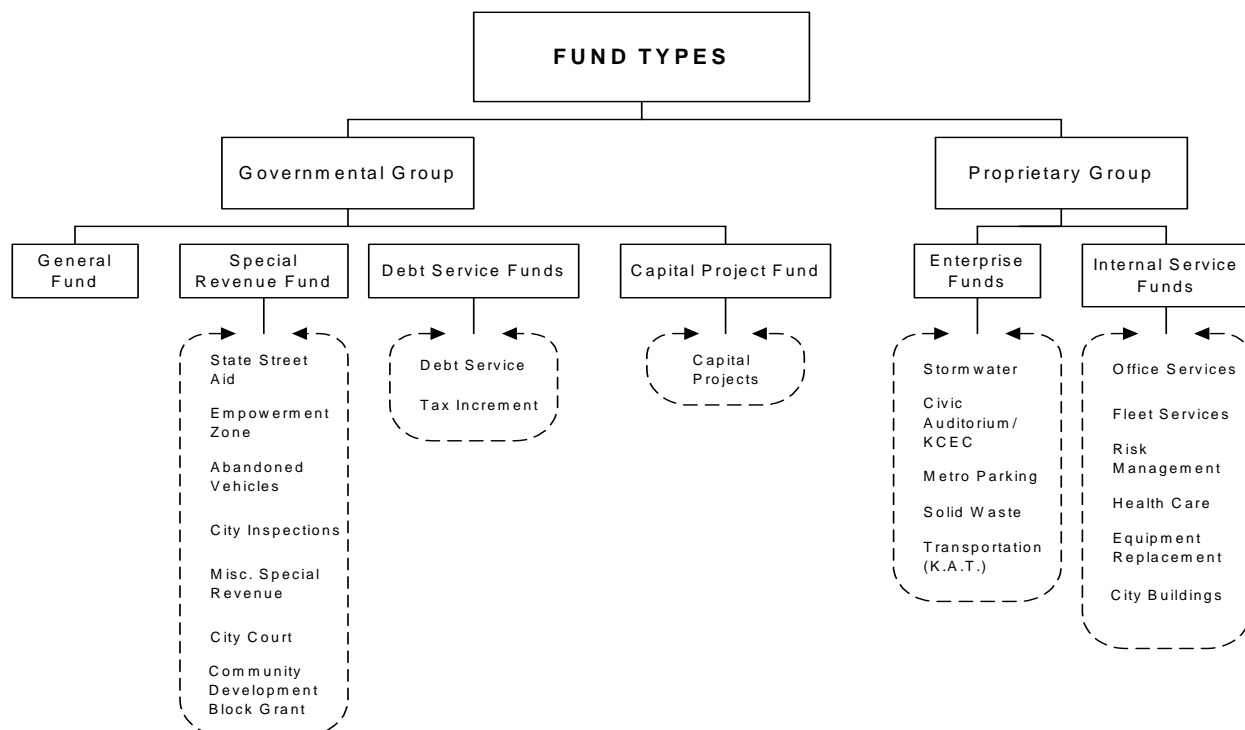 FUND TYPES
Governmental Group
Proprietary Group
General
Fund
Special
Revenue Fund
Debt Service Funds
Capital Project Fund
Enterprise
Funds
Internal Service
Funds
State Street
Aid
Empowerment
Zone
Abandoned
Vehicles
City Inspections
Misc. Special
Revenue
City Court
Community
Development
Block Grant
Debt Service
Tax Increment
Capital
Projects
Stormwater
Civic
Auditorium/
KCEC
Metro Parking
Solid Waste
Transportation
(K.A.T.)
Office Services
Fleet Services
Risk
Management
Health Care
Equipment
Replacement
City Buildings